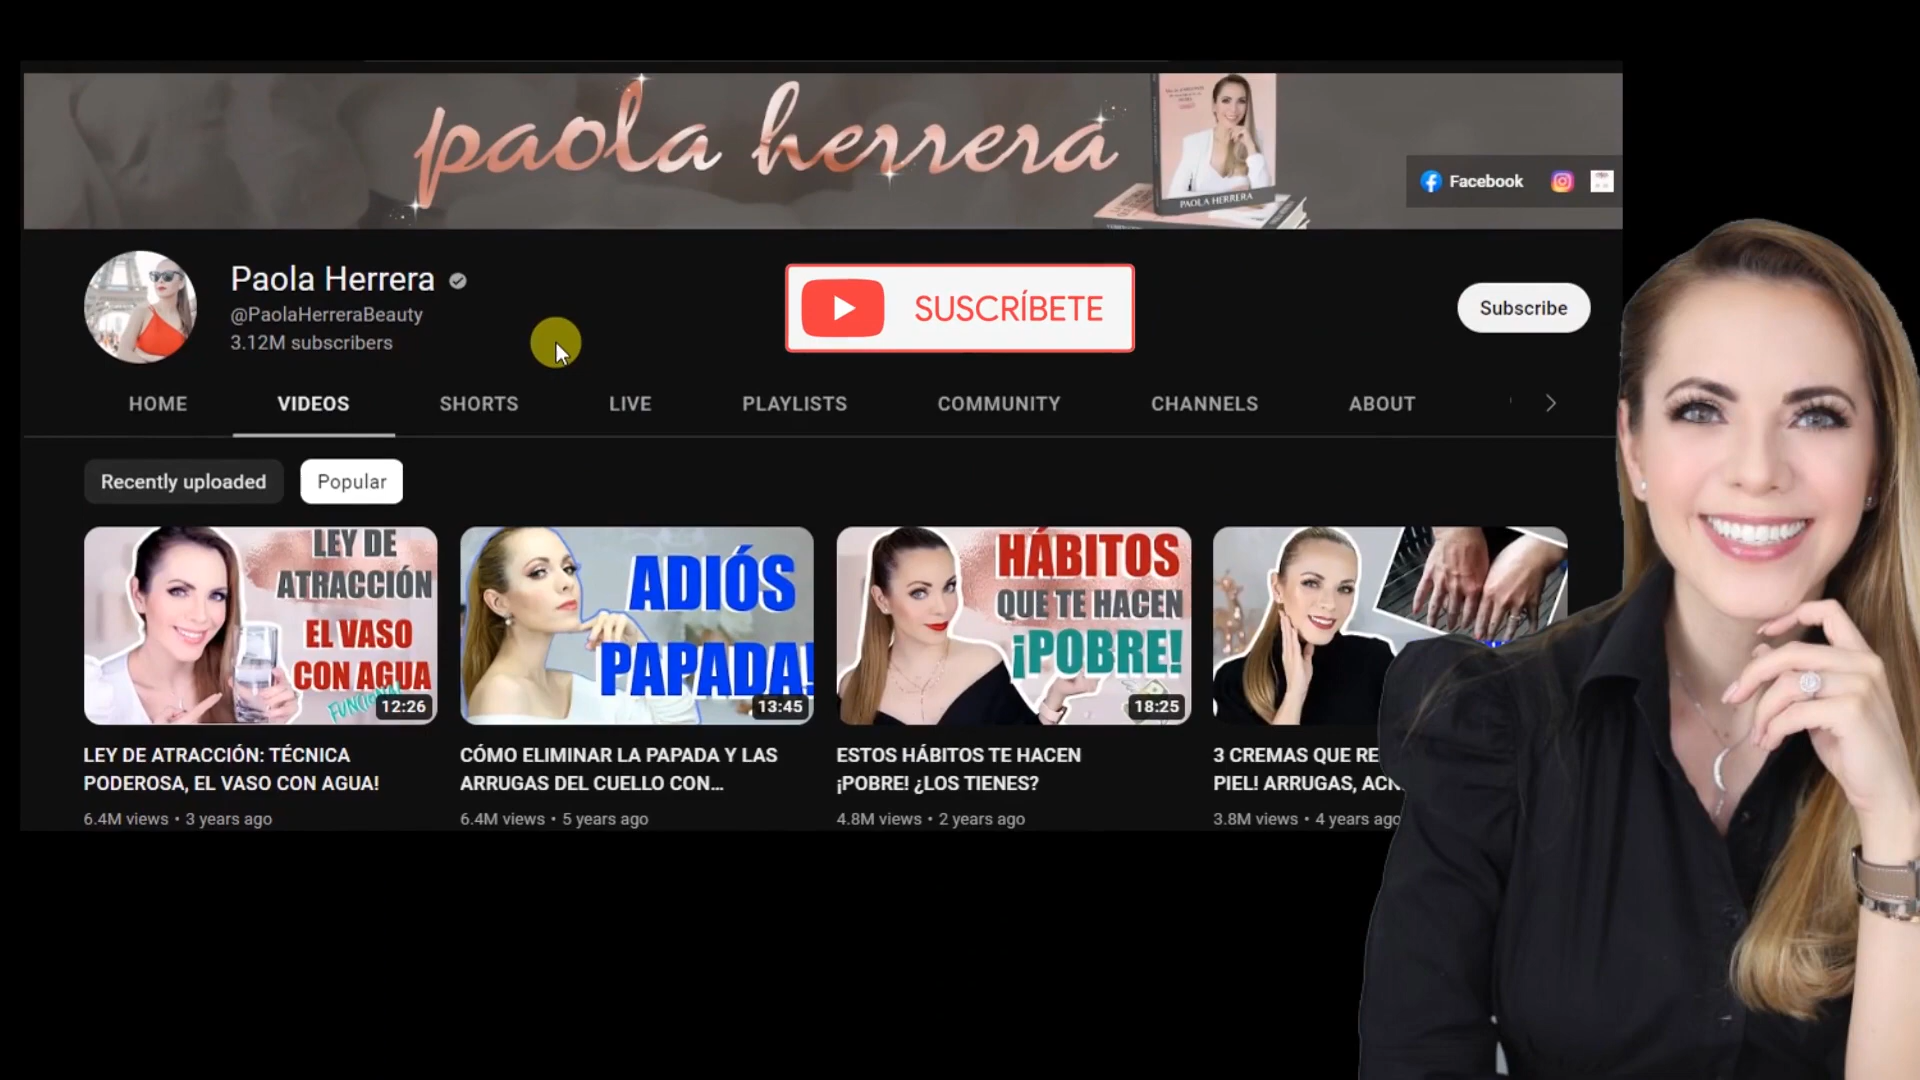 paola herrera
PAOLA HERRERA
Facebook
Paola Herrera
@PaolaHerreraBeauty
3.12M subscribers
SUSCRÍBETE
Subscribe
HOME
VIDEOS
SHORTS
LIVE
PLAYLISTS
COMMUNITY
CHANNELS
ABOUT
Recently uploaded
Popular
LEY DE
ATRACCIÓN
EL VASO
CON AGUA
12:26
ADIÓS
PAPADA!
13:45
HÁBITOS
QUE TE HACEN
¡POBRE!
18:25
LEY DE ATRACCIÓN: TÉCNICA
PODEROSA, EL VASO CON AGUA!
6.4M views • 3 years ago
CÓMO ELIMINAR LA PAPADA Y LAS
ARRUGAS DEL CUELLO CON...
6.4M views • 5 years ago
ESTOS HÁBITOS TE HACEN
¡POBRE! ¿LOS TIENES?
4.8M views • 2 years ago
3 CREMAS QUE RE
PIEL! ARRUGAS, ACN
3.8M views • 4 years ago